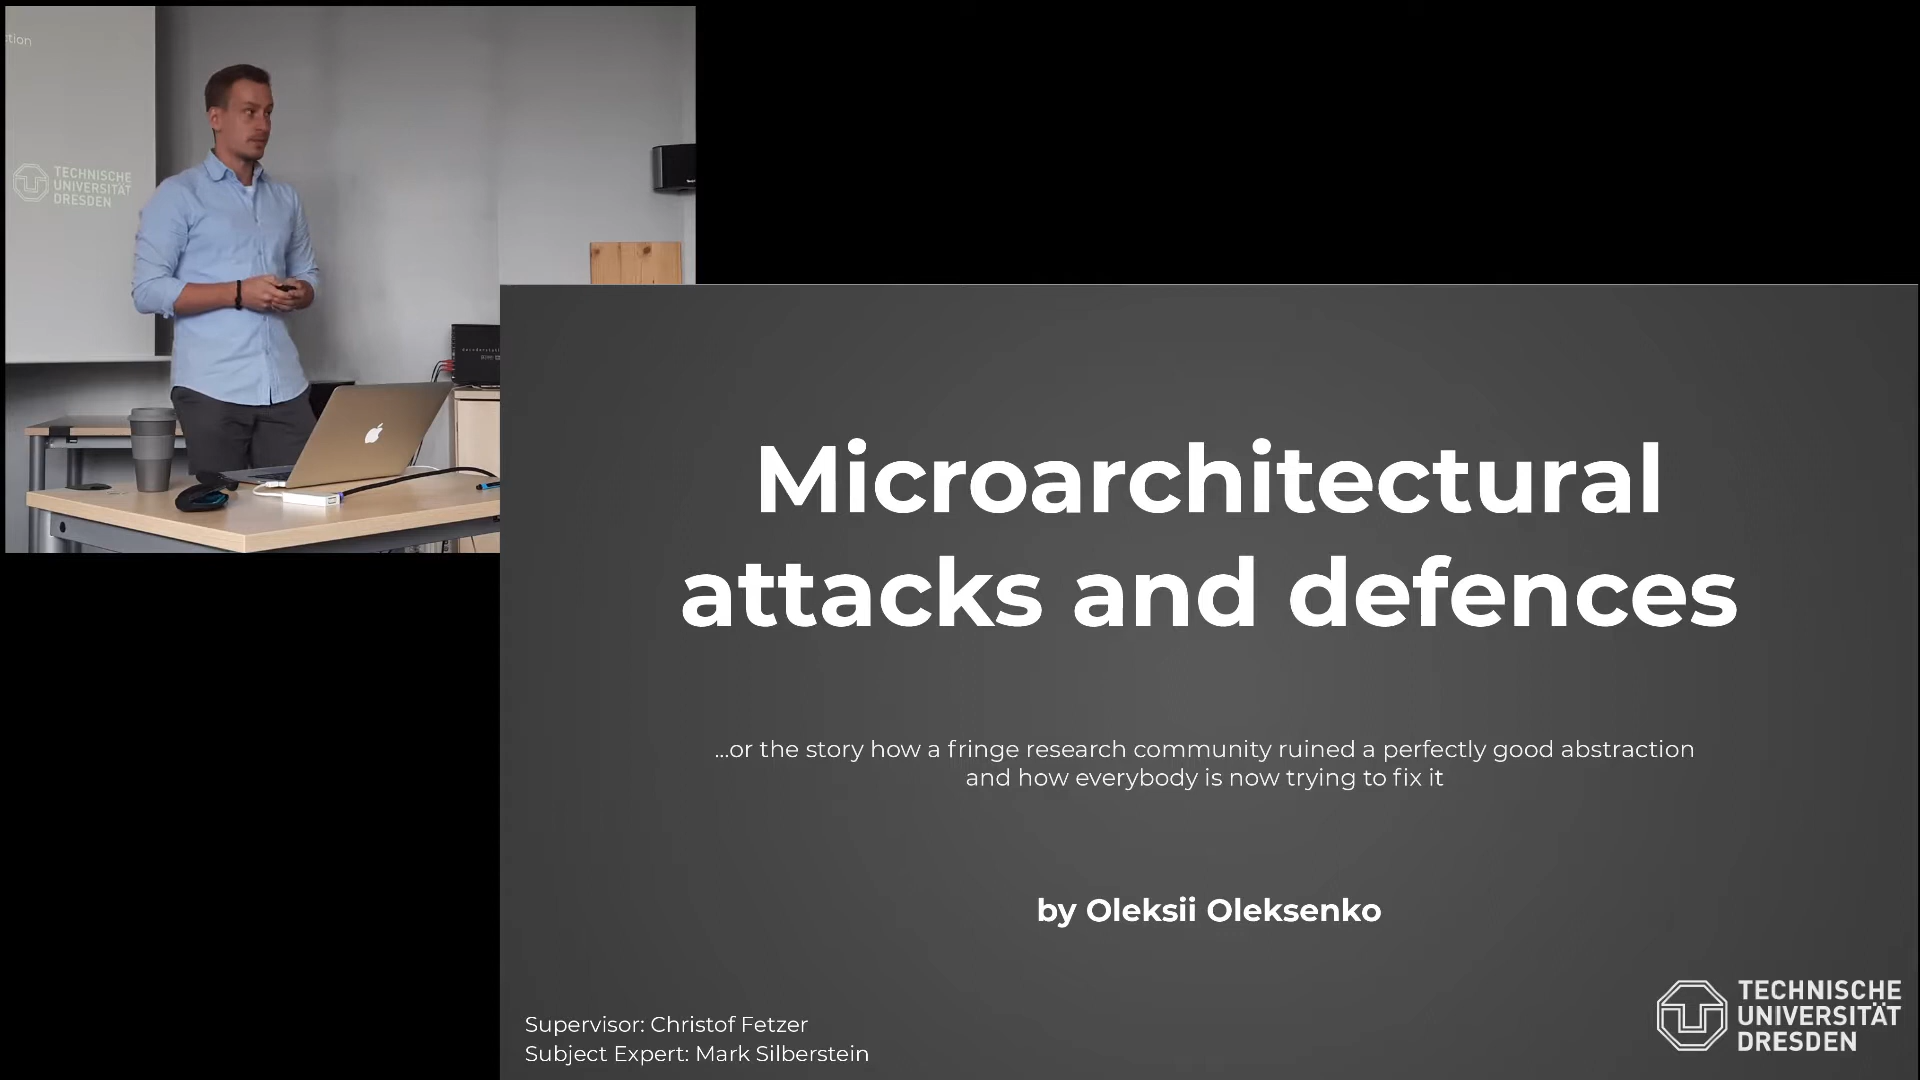 ction
TECHNISCHE
UNIVERSITÄT
DRESDEN
Microarchitectural
attacks and defences
...or the story how a fringe research community ruined a perfectly good abstraction
and how everybody is now trying to fix it
by Oleksii Oleksenko
Supervisor: Christof Fetzer
Subject Expert: Mark Silberstein
TECHNISCHE
UNIVERSITÄT
DRESDEN